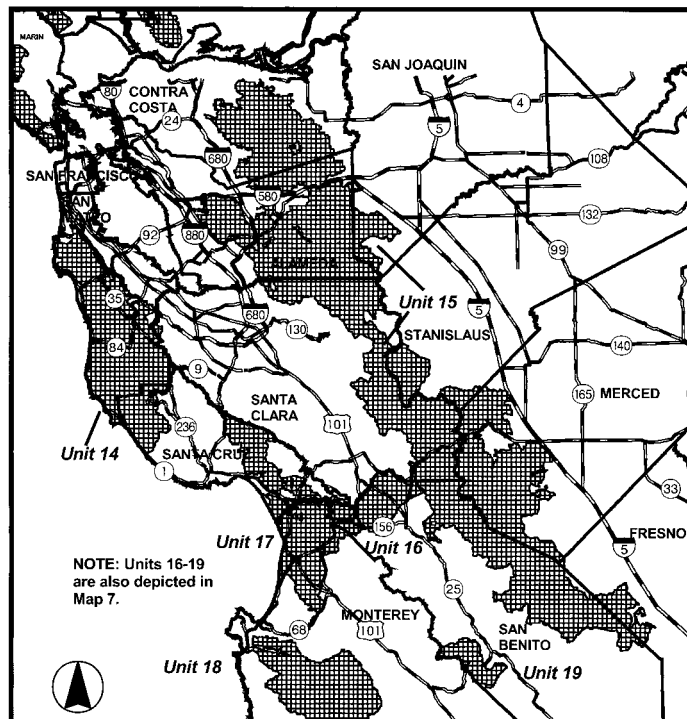 MARIN
SAN JOAQUIN
80
CONTRA
COSTA
4
24
5
680
108
SAN FRANCISCO
580
SAN
MATEO
132
92
880
99
ALAMEDA
Unit 15
35
5
680
130
STANISLAUS
84
140
9
SANTA
CLARA
165
MERCED
101
Unit 14
236
SANTA CRUZ
1
33
156
FRESNO
Unit 17
Unit 16
5
NOTE: Units 16-19
are also depicted in
Map 7.
25
MONTEREY
68
101
SAN
BENITO
Unit 18
Unit 19